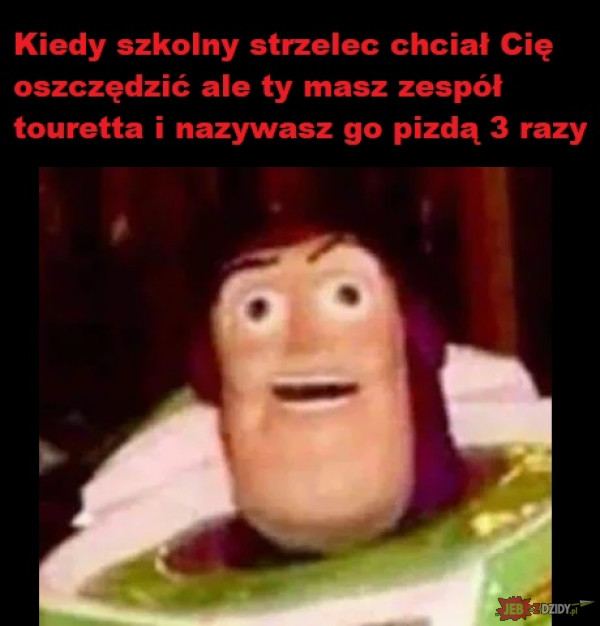 Kiedy szkolny strzelec chciał Cię
oszczędzić ale ty masz zespół
touretta i nazywasz go pizdą 3 razy
JEBZDZIDY.pl